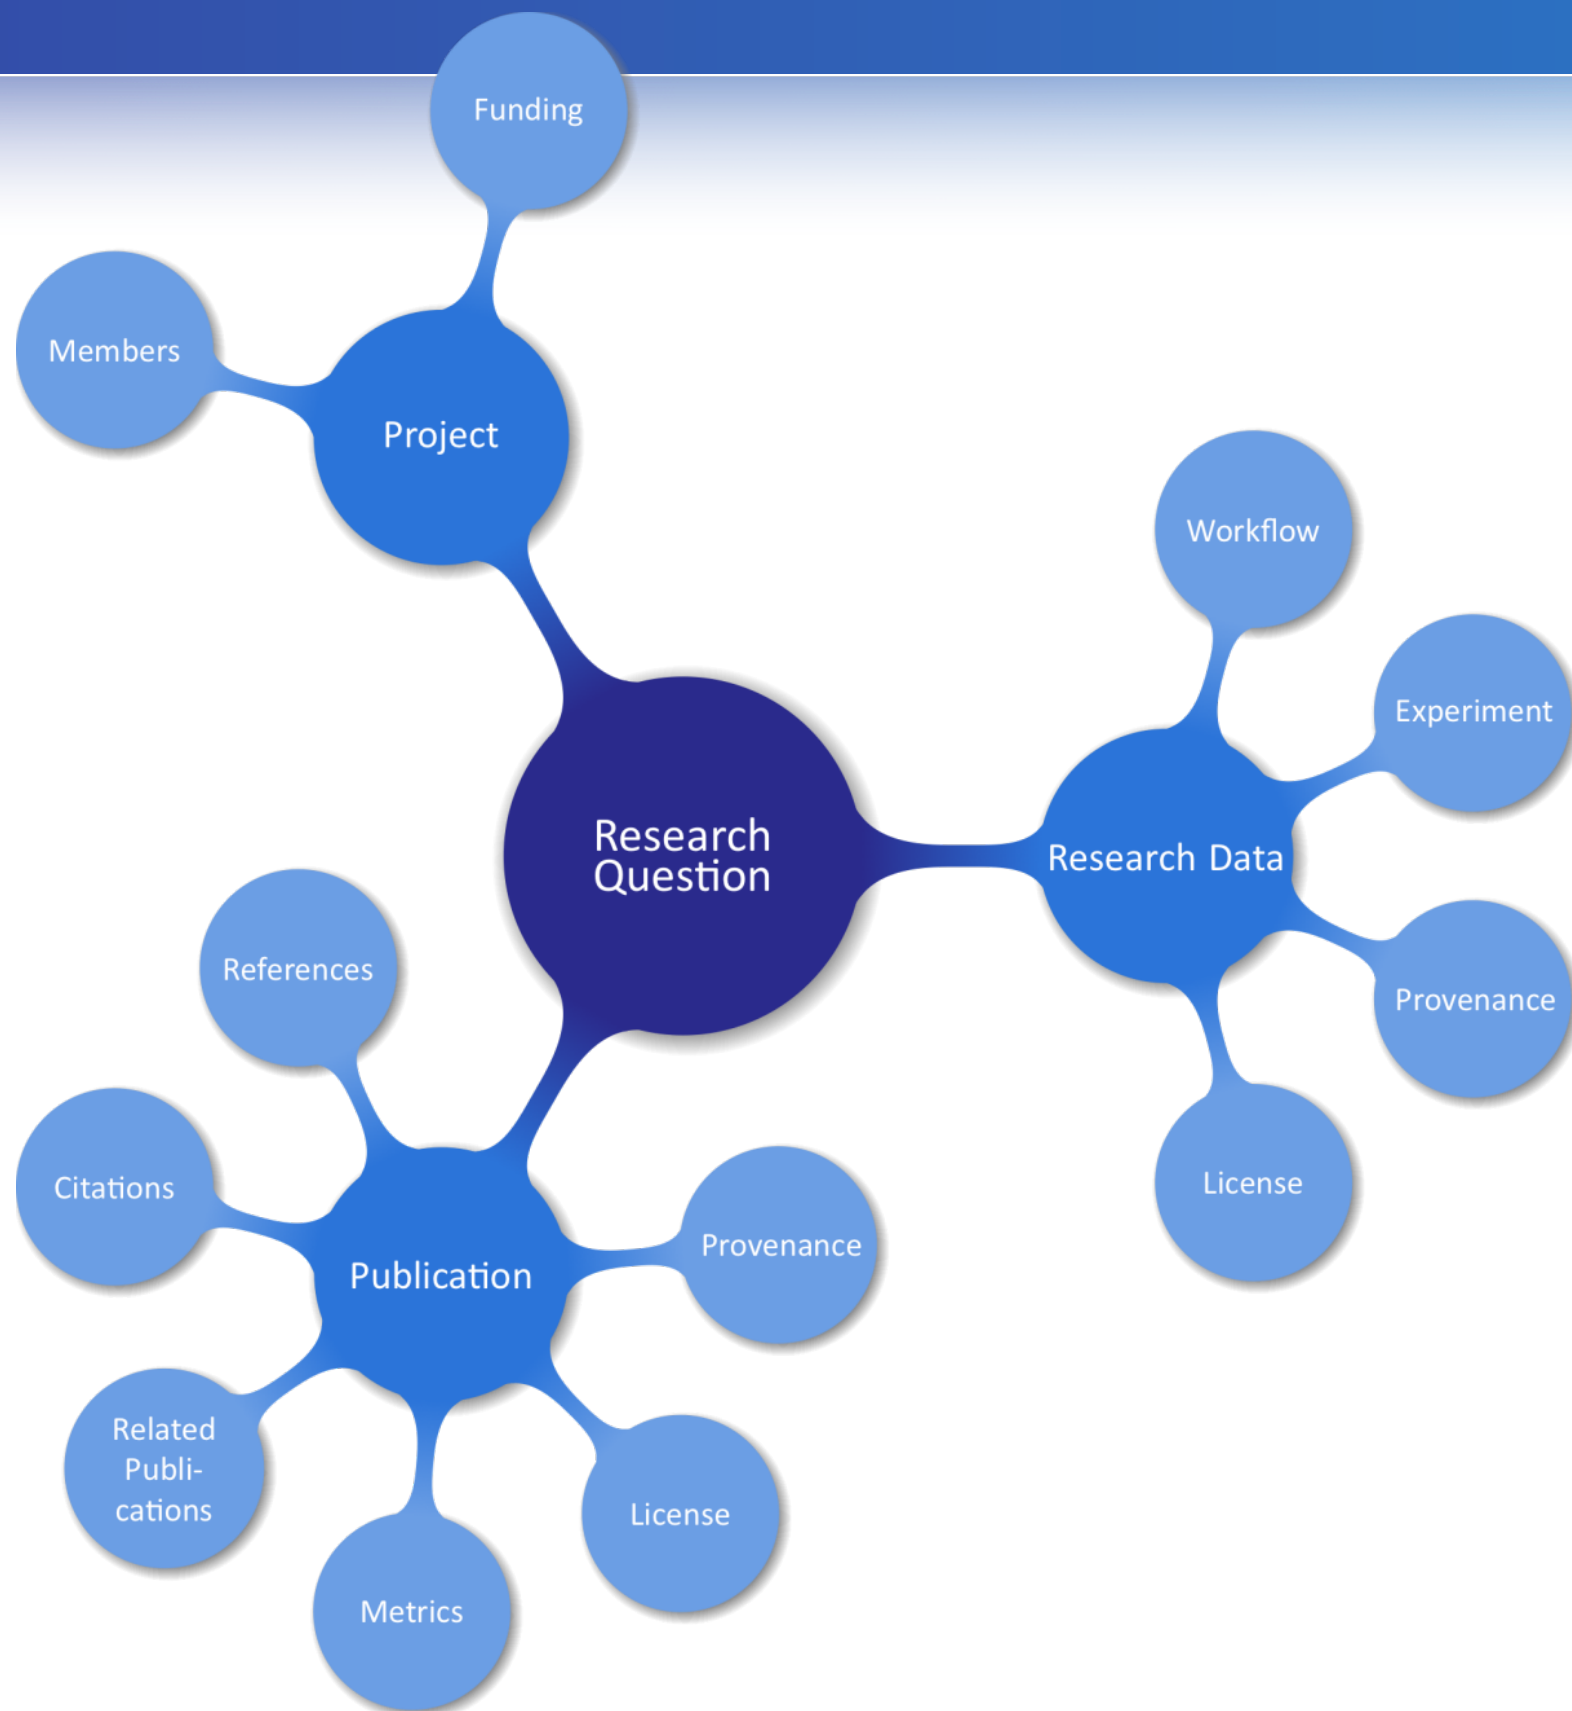 Funding
Members
Project
Workflow
Experiment
Research
Question
Research Data
References
Provenance
Citations
License
Provenance
Publication
Related
Publi-
cations
License
Metrics